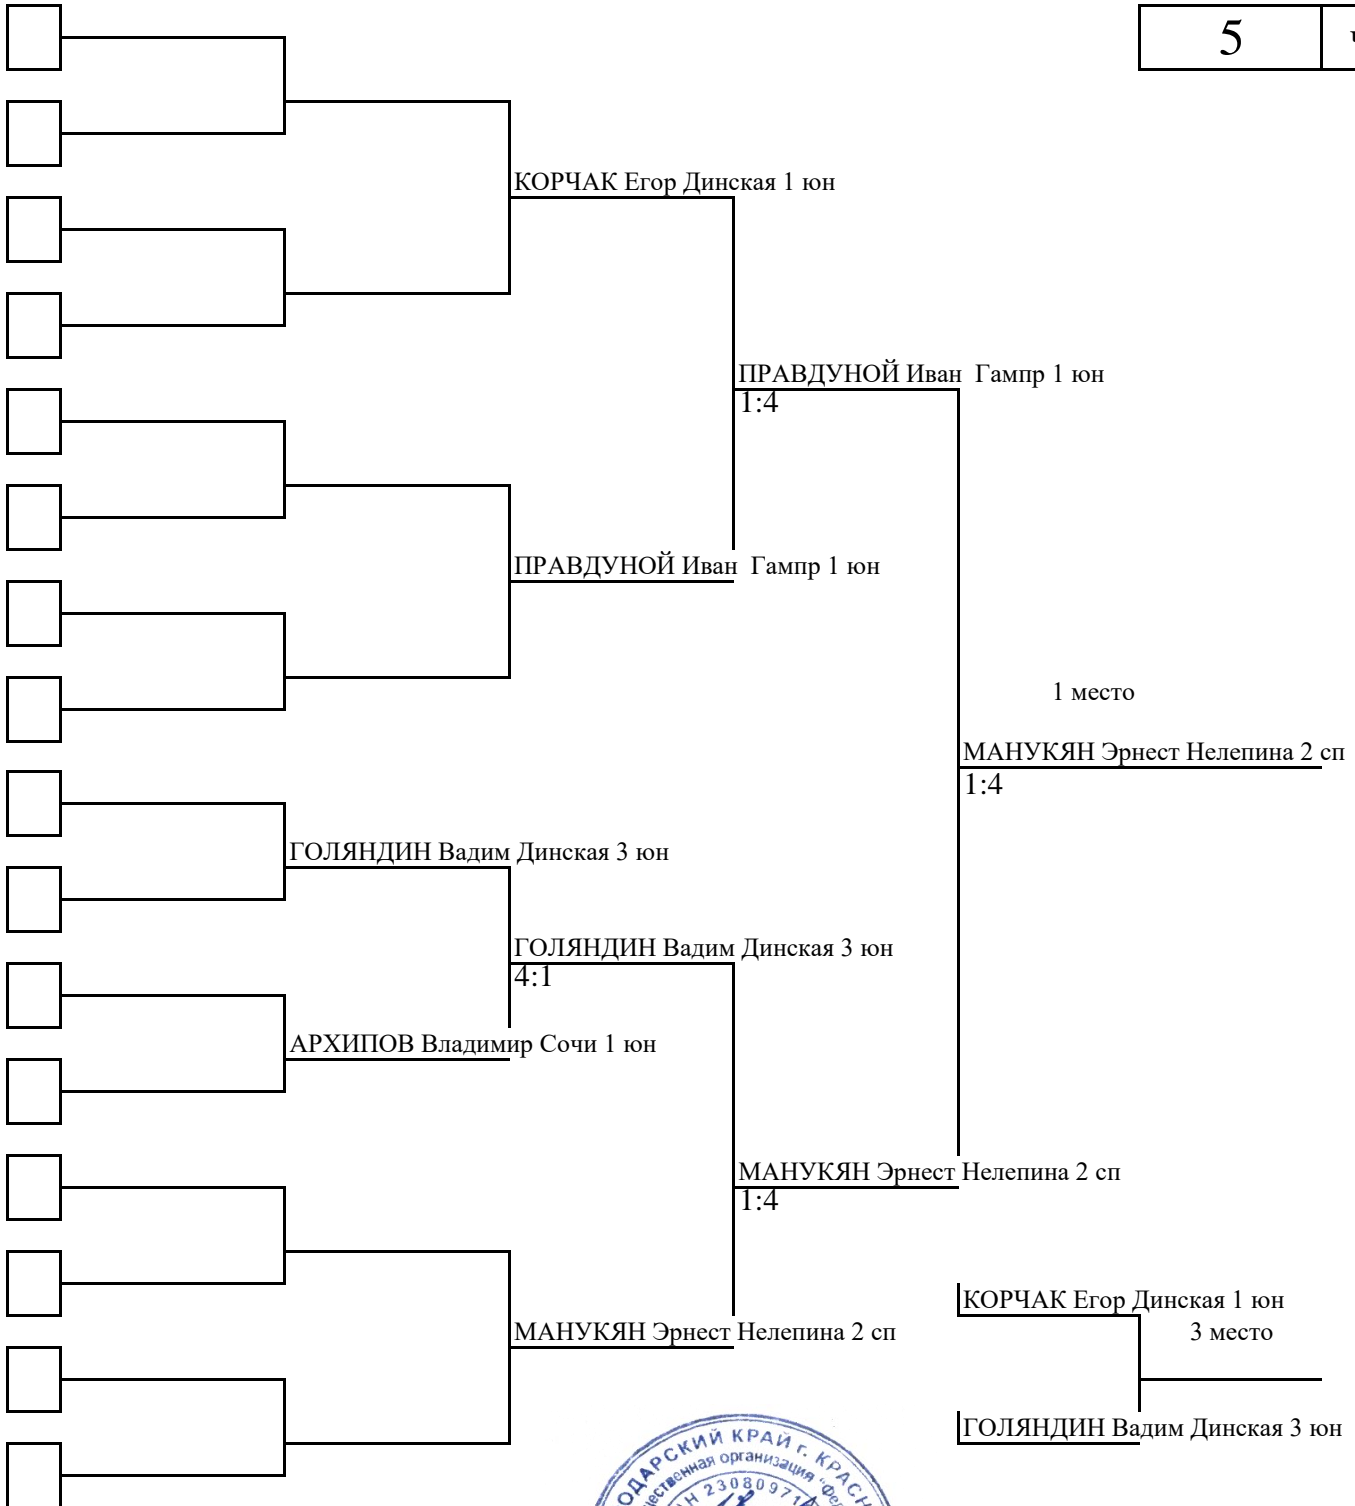 5
КОРЧАК Егор Динская 1 юн
ПРАВДУНОЙ Иван Гампр 1 юн
1:4
ПРАВДУНОЙ Иван Гампр 1 юн
1 место
МАНУКЯН Эрнест Нелепина 2 сп
1:4
ГОЛЯНДИН Вадим Динская 3 юн
ГОЛЯНДИН Вадим Динская 3 юн
4:1
АРХИПОВ Владимир Сочи 1 юн
МАНУКЯН Эрнест Нелепина 2 сп
1:4
КОРЧАК Егор Динская 1 юн
МАНУКЯН Эрнест Нелепина 2 сп
3 место
ГОЛЯНДИН Вадим Динская 3 юн
КРАЙ г.
организация